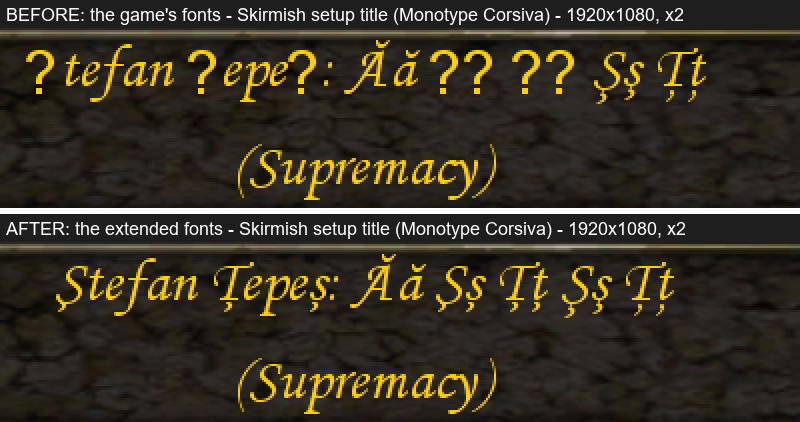 BEFORE: the game's fonts - Skirmish setup title (Monotype Corsiva) - 1920x1080, x2
?tefan ?epe?: Ăă ?? ?? Şş Ţţ
(Supremacy)
AFTER: the extended fonts - Skirmish setup title (Monotype Corsiva) - 1920x1080, x2
Ștefan Țepeș: Ăă Șș Țț Şş Ţţ
(Supremacy)